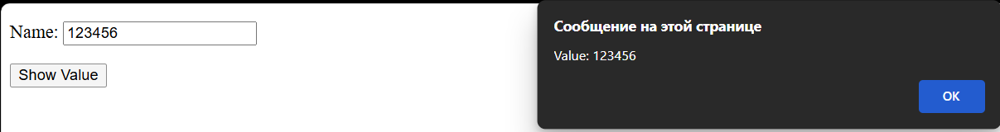 Name: 123456
Show Value
Сообщение на этой странице
Value: 123456
OK